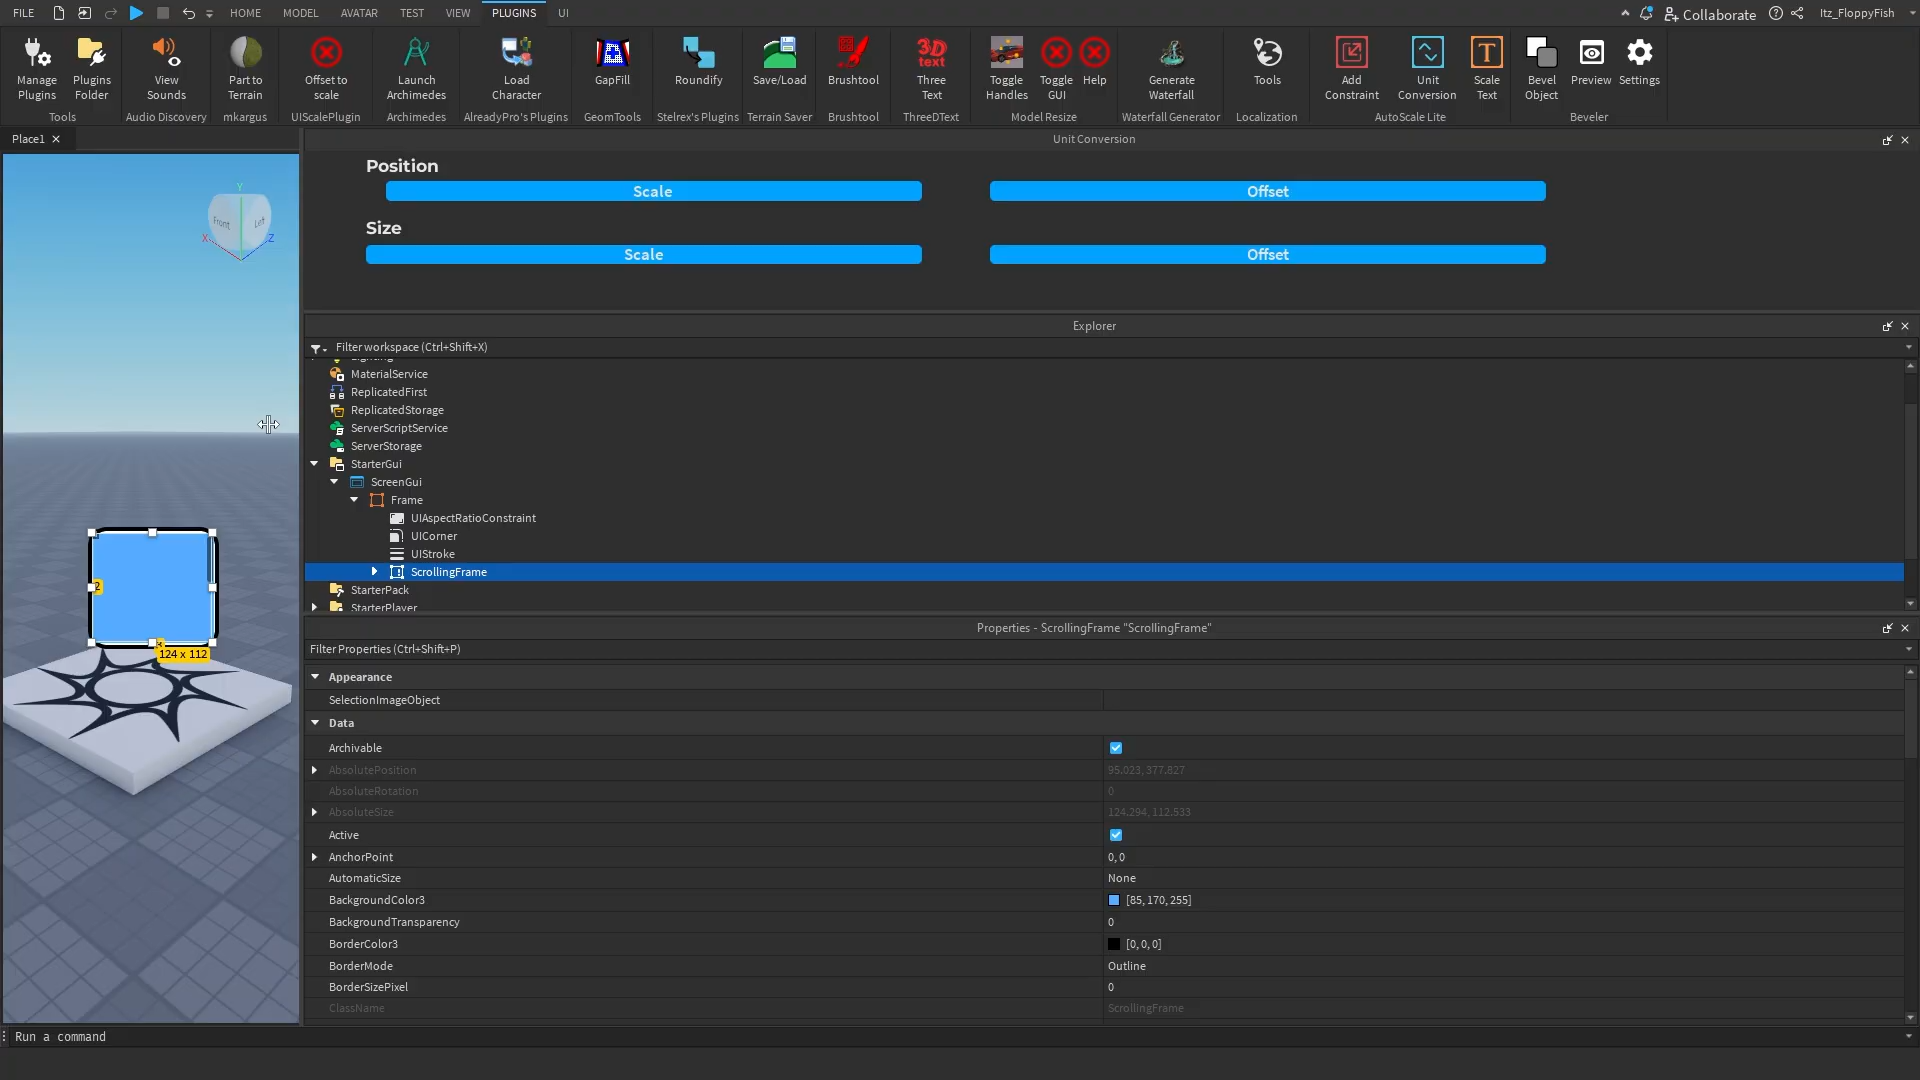 FILE HOME MODEL AVATAR TEST VIEW PLUGINS UI Collaborate Itz_FloppyFish
Manage Plugins
Plugins Folder
View Sounds
Part to Terrain
Offset to scale
Launch Archimedes
Load Character
GapFill
Roundify
Save/Load
Brushtool
3D text
Three Text
Toggle Handles
Toggle GUI
Help
Generate Waterfall
Tools
Add Constraint
Unit Conversion
Scale Text
Bevel Object
Preview
Settings
Tools Audio Discovery mkargus UIScalePlugin Archimedes AlreadyPro's Plugins GeomTools Stelrex's Plugins Terrain Saver Brushtool ThreeDText Model Resize Waterfall Generator Localization AutoScale Lite Beveler
Place1
Y
Front
Left
X
Z
2
124 x 112
Unit Conversion
Position
Scale Offset
Size
Scale Offset
Explorer
Filter workspace (Ctrl+Shift+X)
Lighting
MaterialService
ReplicatedFirst
ReplicatedStorage
ServerScriptService
ServerStorage
StarterGui
ScreenGui
Frame
UIAspectRatioConstraint
UICorner
UIStroke
ScrollingFrame
StarterPack
StarterPlayer
Properties - ScrollingFrame "ScrollingFrame"
Filter Properties (Ctrl+Shift+P)
Appearance
SelectionImageObject
Data
Archivable
AbsolutePosition 95.023, 377.827
AbsoluteRotation 0
AbsoluteSize 124.294, 112.533
Active
AnchorPoint 0, 0
AutomaticSize None
BackgroundColor3 [85, 170, 255]
BackgroundTransparency 0
BorderColor3 [0, 0, 0]
BorderMode Outline
BorderSizePixel 0
ClassName ScrollingFrame
Run a command